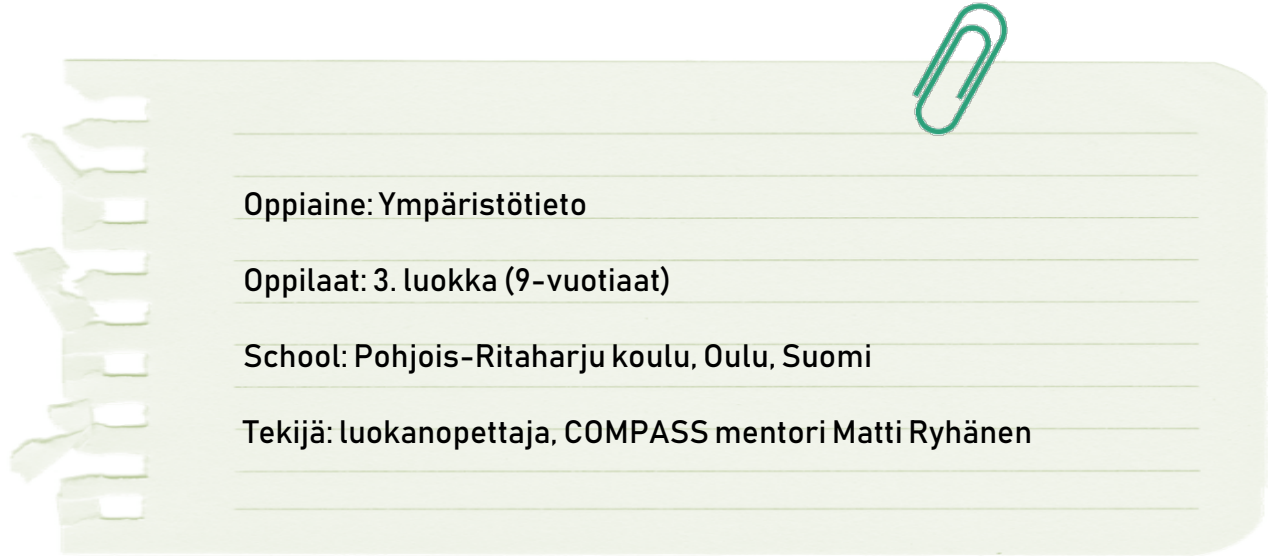 Oppiaine: Ympäristötieto
Oppilaat: 3. luokka (9-vuotiaat)
School: Pohjois-Ritaharju koulu, Oulu, Suomi
Tekijä: luokanopettaja, COMPASS mentori Matti Ryhänen